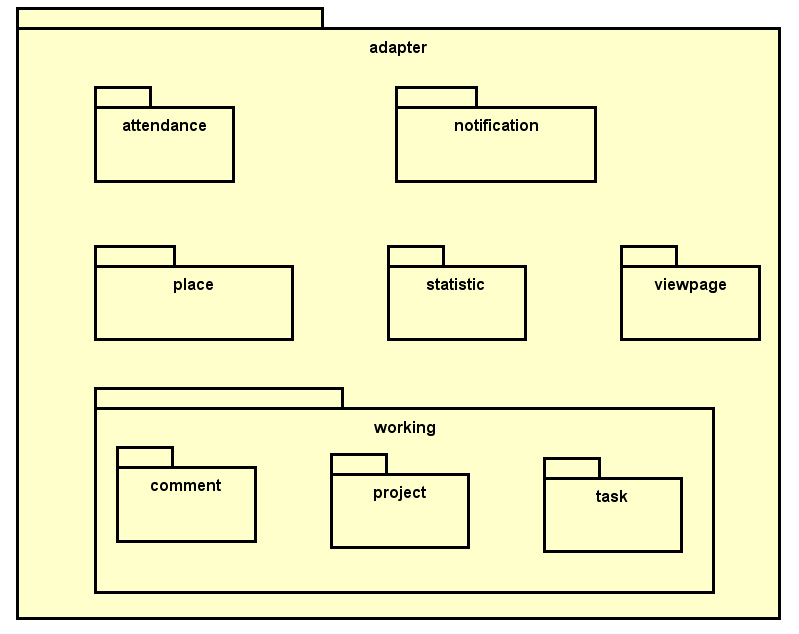 adapter
attendance
notification
place
statistic
viewpage
working
comment
project
task